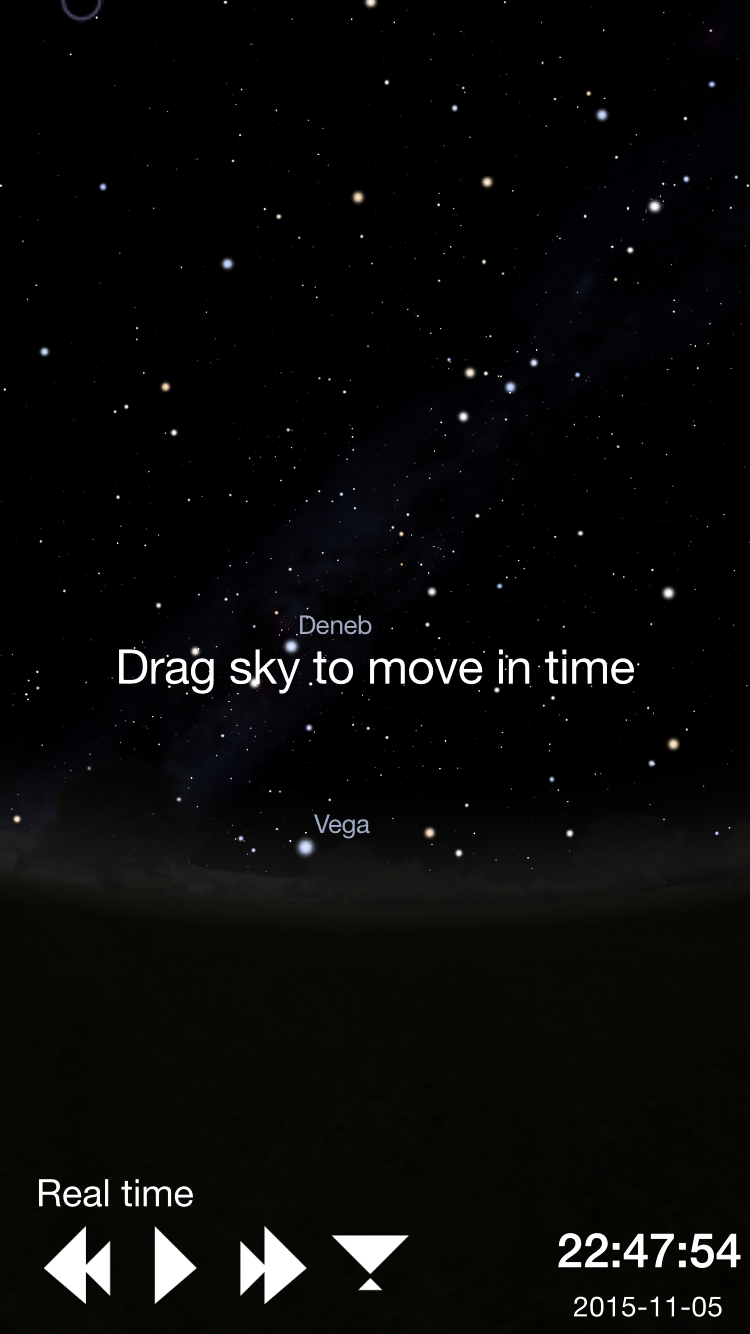 Deneb
Drag sky to move in time
Vega
Real time
22:47:54
2015-11-05